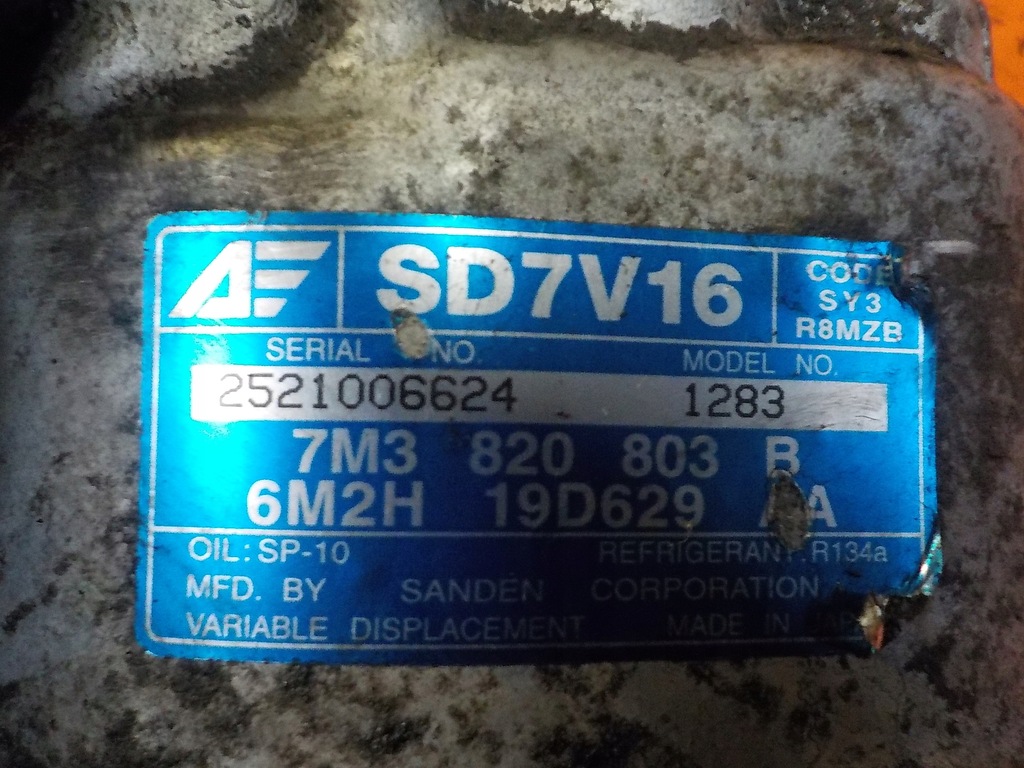 SD7V16
CODE
SY3
R8MZB
SERIAL NO.
MODEL NO.
2521006624 1283
7M3 820 803 B
6M2H 19D629
OIL: SP-10 REFRIGERANT: R134a
MFD. BY SANDEN CORPORATION
VARIABLE DISPLACEMENT MADE IN